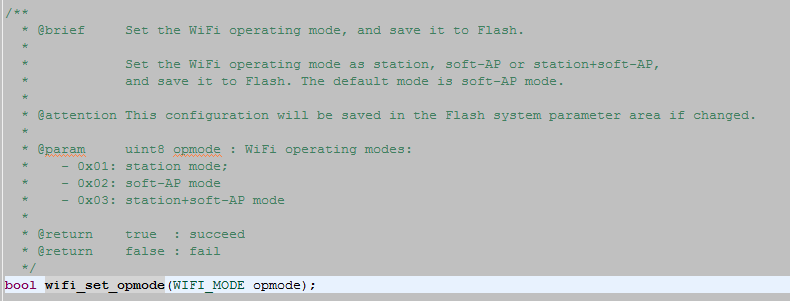 /**
 * @brief     Set the WiFi operating mode, and save it to Flash.
 *
 *            Set the WiFi operating mode as station, soft-AP or station+soft-AP,
 *            and save it to Flash. The default mode is soft-AP mode.
 *
 * @attention This configuration will be saved in the Flash system parameter area if changed.
 *
 * @param     uint8 opmode : WiFi operating modes:
 *    - 0x01: station mode;
 *    - 0x02: soft-AP mode
 *    - 0x03: station+soft-AP mode
 *
 * @return    true  : succeed
 * @return    false : fail
 */
bool wifi_set_opmode(WIFI_MODE opmode);